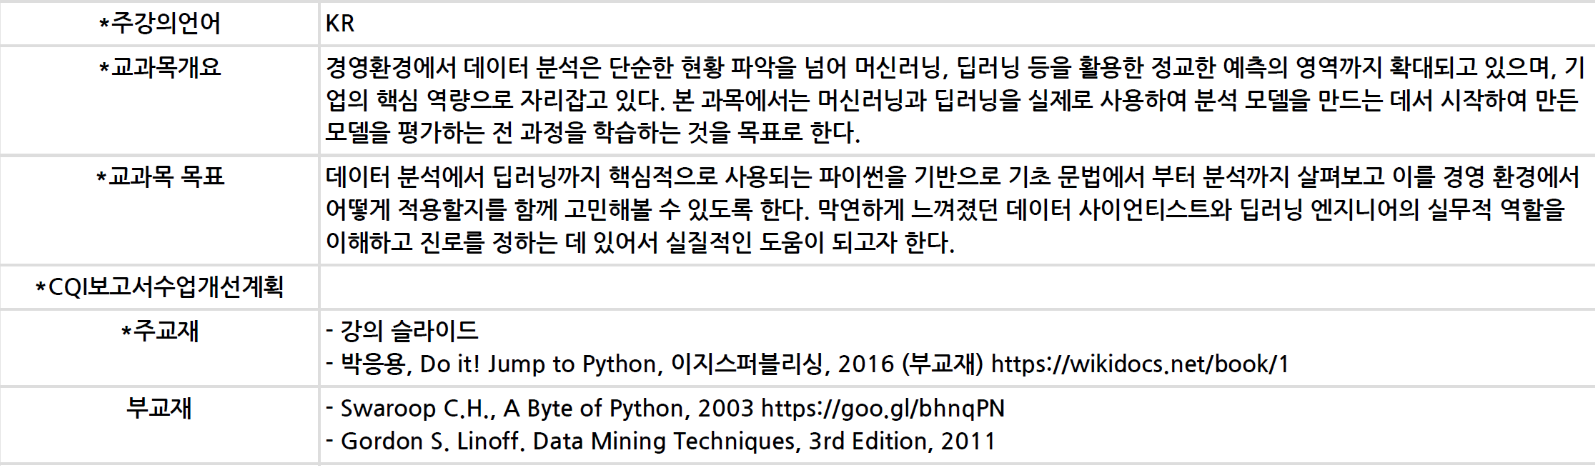 *주강의언어 KR
*교과목개요 경영환경에서 데이터 분석은 단순한 현황 파악을 넘어 머신러닝, 딥러닝 등을 활용한 정교한 예측의 영역까지 확대되고 있으며, 기
업의 핵심 역량으로 자리잡고 있다. 본 과목에서는 머신러닝과 딥러닝을 실제로 사용하여 분석 모델을 만드는 데서 시작하여 만든
모델을 평가하는 전 과정을 학습하는 것을 목표로 한다.
*교과목 목표 데이터 분석에서 딥러닝까지 핵심적으로 사용되는 파이썬을 기반으로 기초 문법에서 부터 분석까지 살펴보고 이를 경영 환경에서
어떻게 적용할지를 함께 고민해볼 수 있도록 한다. 막연하게 느껴졌던 데이터 사이언티스트와 딥러닝 엔지니어의 실무적 역할을
이해하고 진로를 정하는 데 있어서 실질적인 도움이 되고자 한다.
*CQI보고서수업개선계획
*주교재 - 강의 슬라이드
- 박응용, Do it! Jump to Python, 이지스퍼블리싱, 2016 (부교재) https://wikidocs.net/book/1
부교재 - Swaroop C.H., A Byte of Python, 2003 https://goo.gl/bhnqPN
- Gordon S. Linoff. Data Mining Techniques, 3rd Edition, 2011